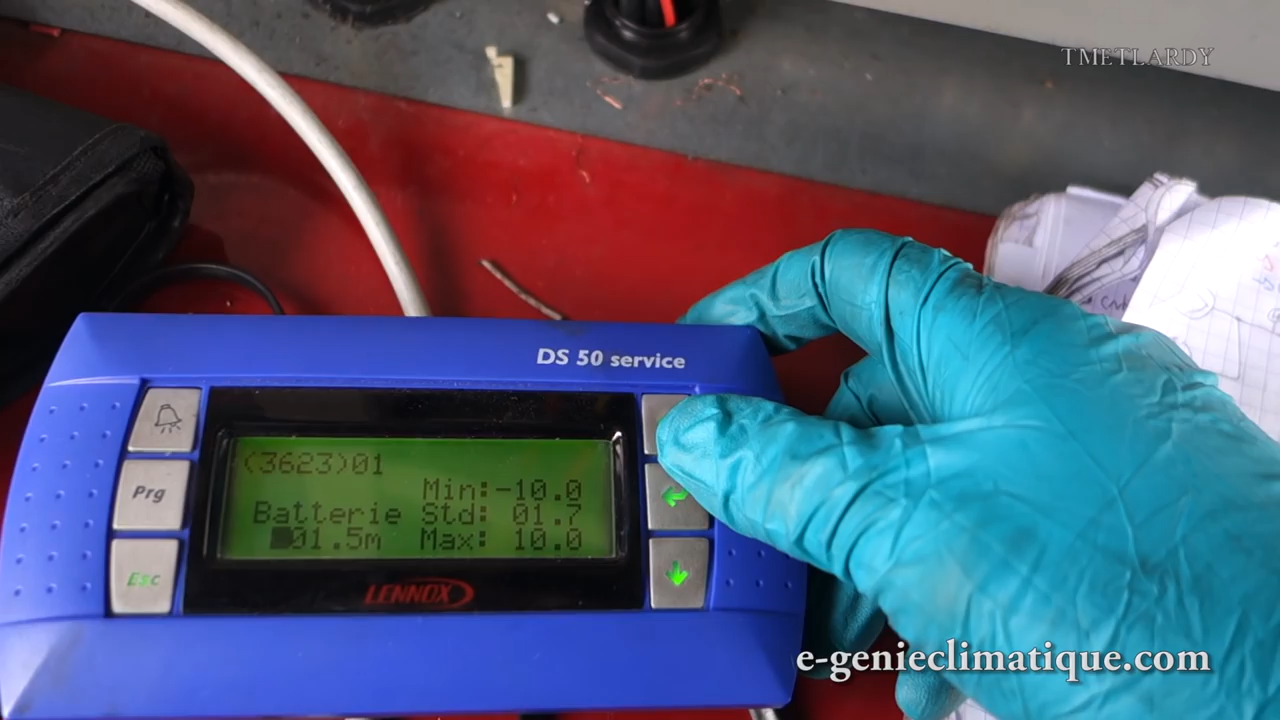 TMETLARDY
DS 50 service
(3623)01
Min:-10.0
Batterie Std: 01.7
01.5m Max: 10.0
Prg
Esc
LENNOX
e-genieclimatique.com